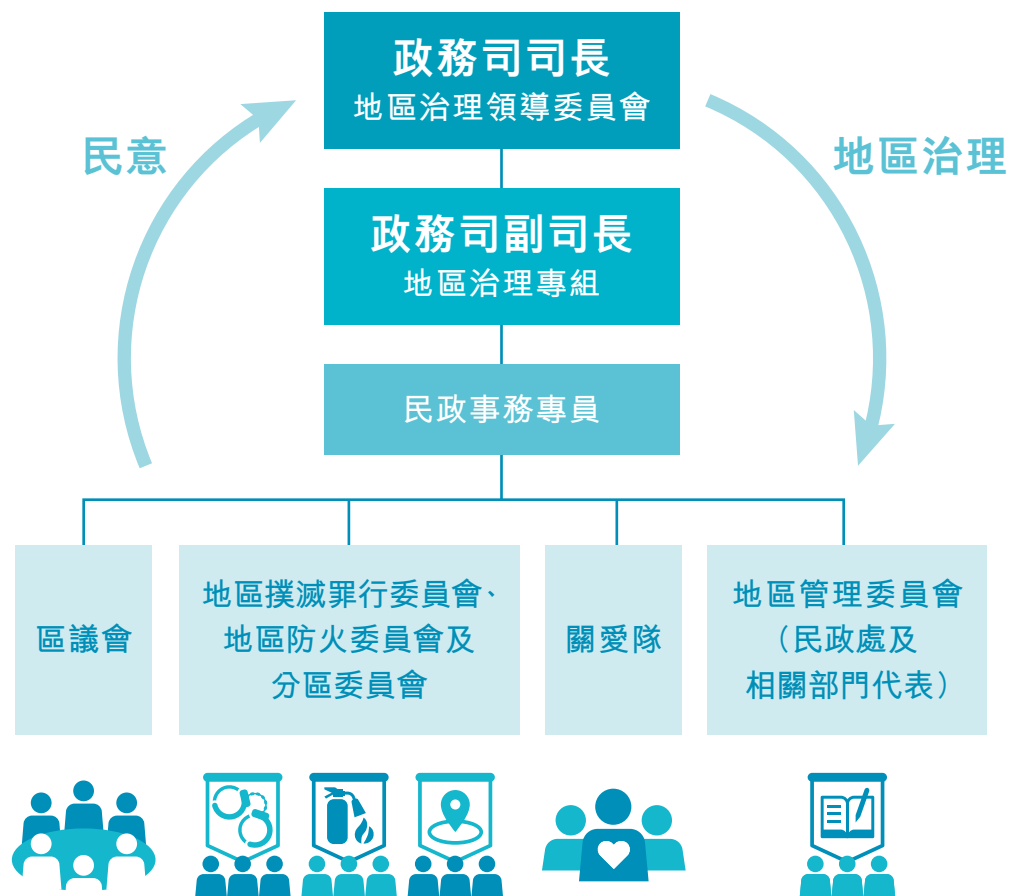 政務司司長
地區治理領導委員會
民意
地區治理
政務司副司長
地區治理專組
民政事務專員
區議會
地區撲滅罪行委員會、
地區防火委員會及
分區委員會
關愛隊
地區管理委員會
（民政處及
相關部門代表）